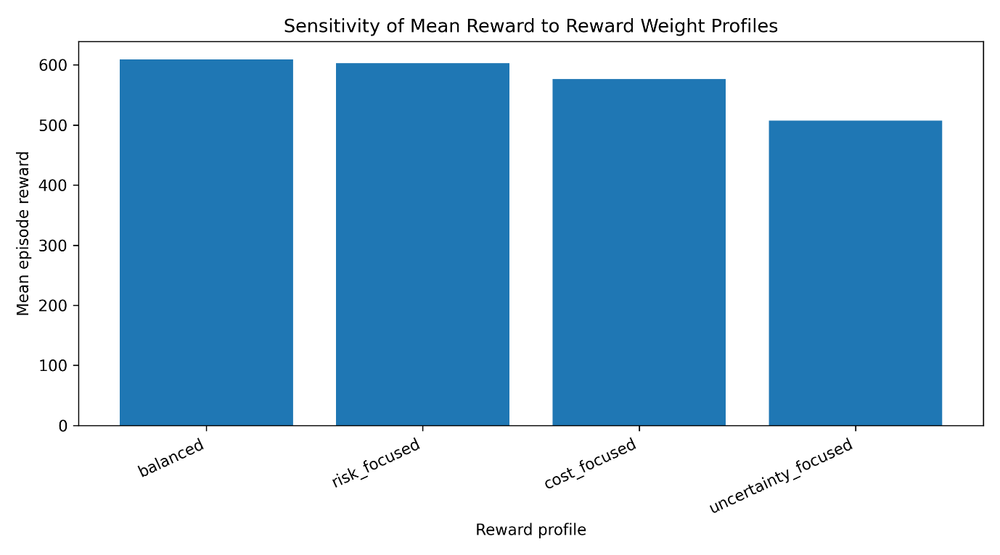 Sensitivity of Mean Reward to Reward Weight Profiles
Mean episode reward
600
500
400
300
200
100
0
balanced
risk_focused
cost_focused
uncertainty_focused
Reward profile